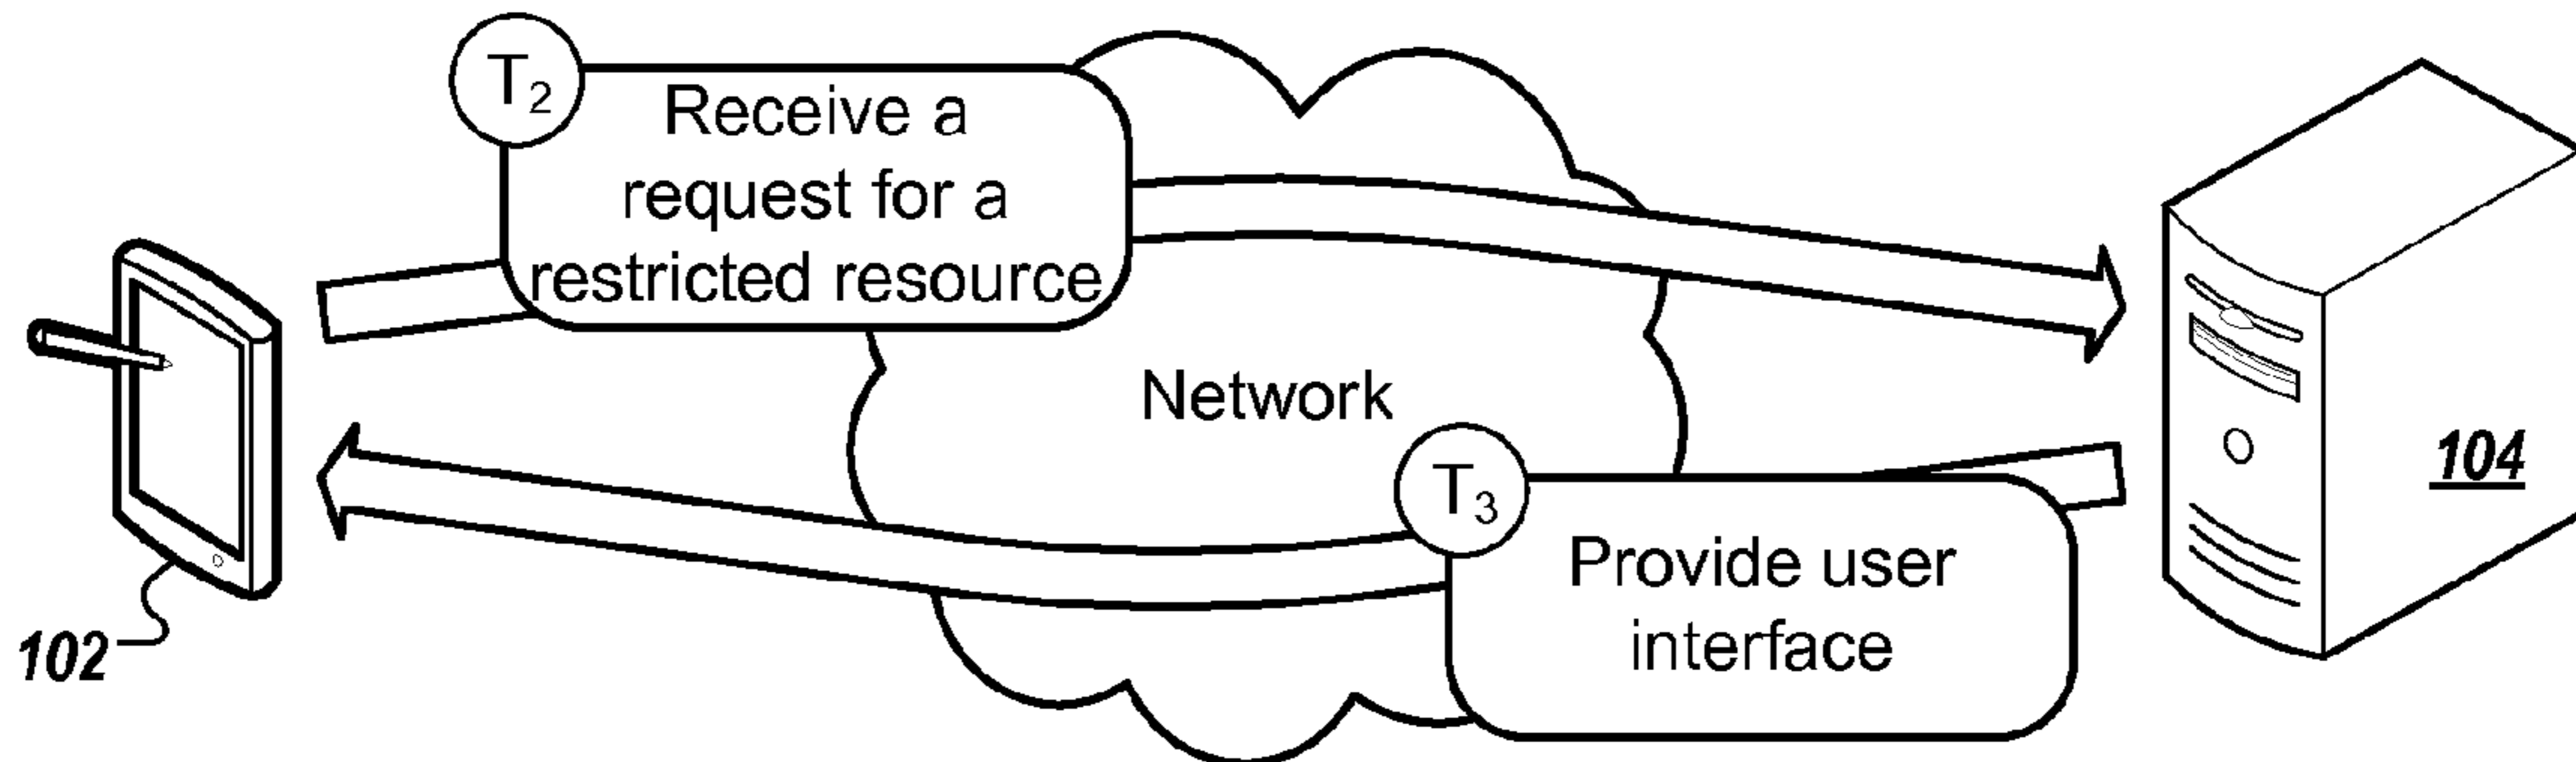 T2
Receive a
request for a
restricted resource
Network
T3
Provide user
interface
104
102